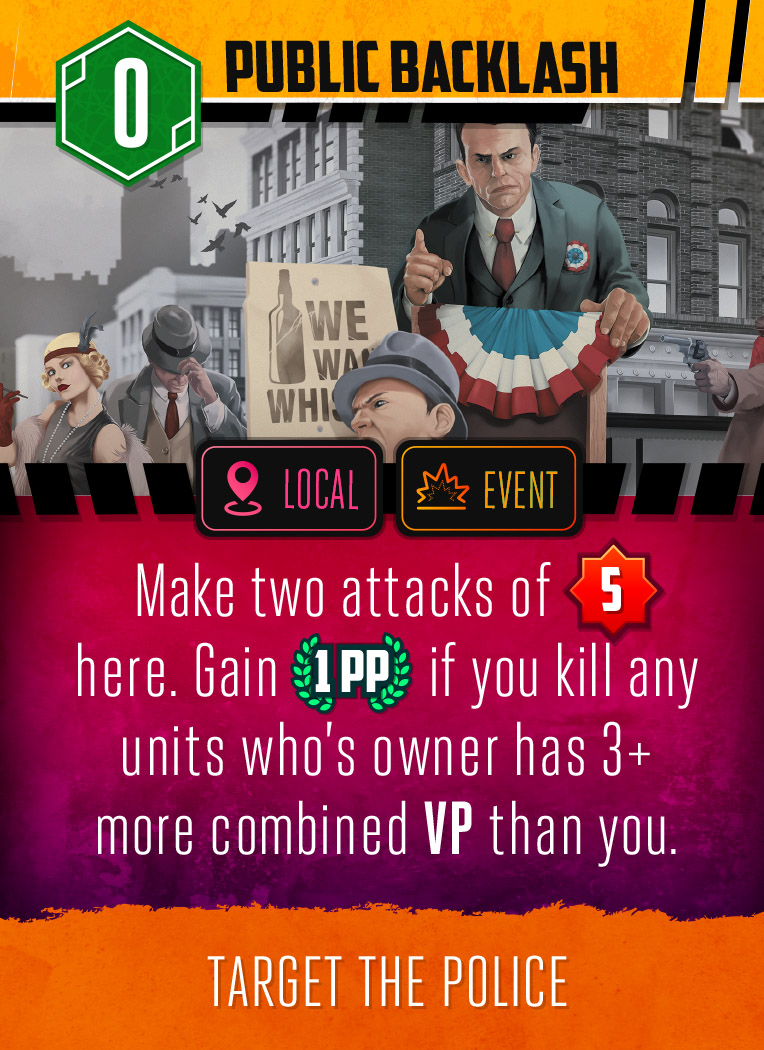 0
PUBLIC BACKLASH
WE
WHIS
LOCAL
EVENT
Make two attacks of 5
here. Gain 1 PP if you kill any
units who's owner has 3+
more combined VP than you.
TARGET THE POLICE